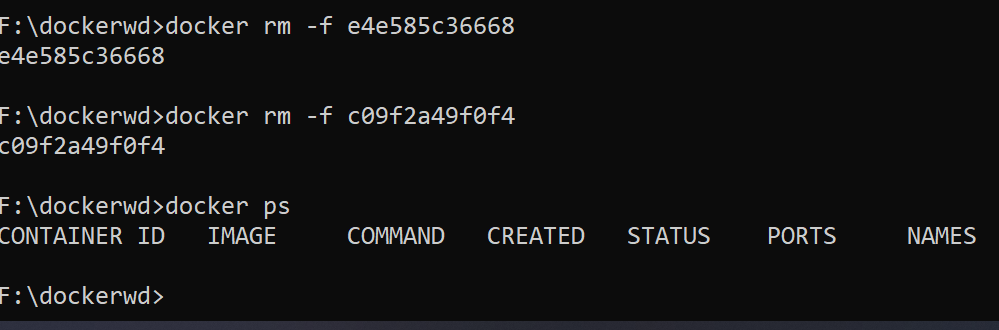 F:\dockerwd>docker rm -f e4e585c36668
e4e585c36668
F:\dockerwd>docker rm -f c09f2a49f0f4
c09f2a49f0f4
F:\dockerwd>docker ps
CONTAINER ID   IMAGE     COMMAND   CREATED   STATUS    PORTS     NAMES
F:\dockerwd>